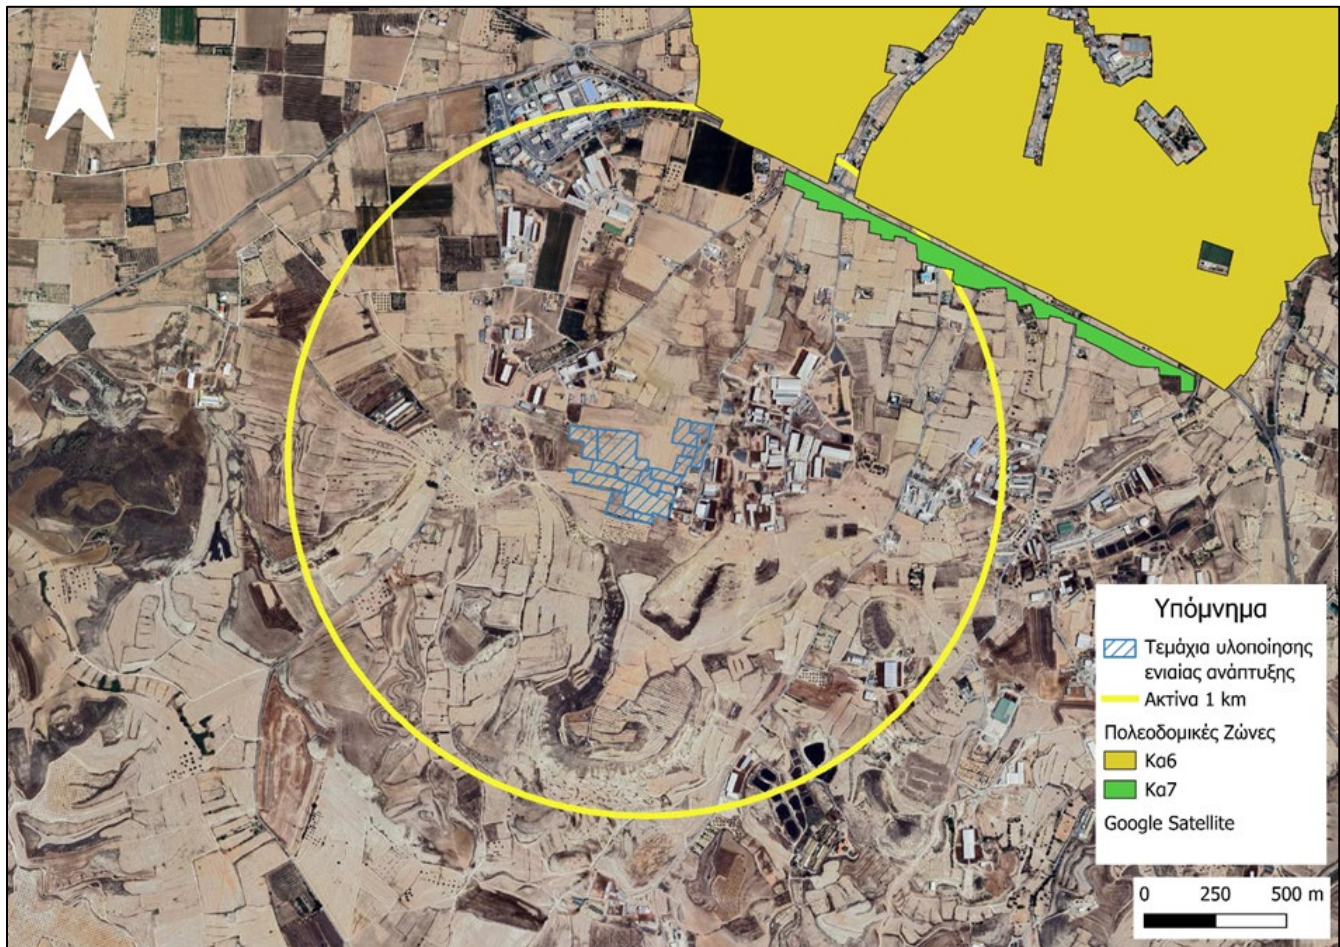 Υπόμνημα
Τεμάχια υλοποίησης
ενιαίας ανάπτυξης
Ακτίνα 1 km
Πολεοδομικές Ζώνες
Κα6
Κα7
Google Satellite
0 250 500 m